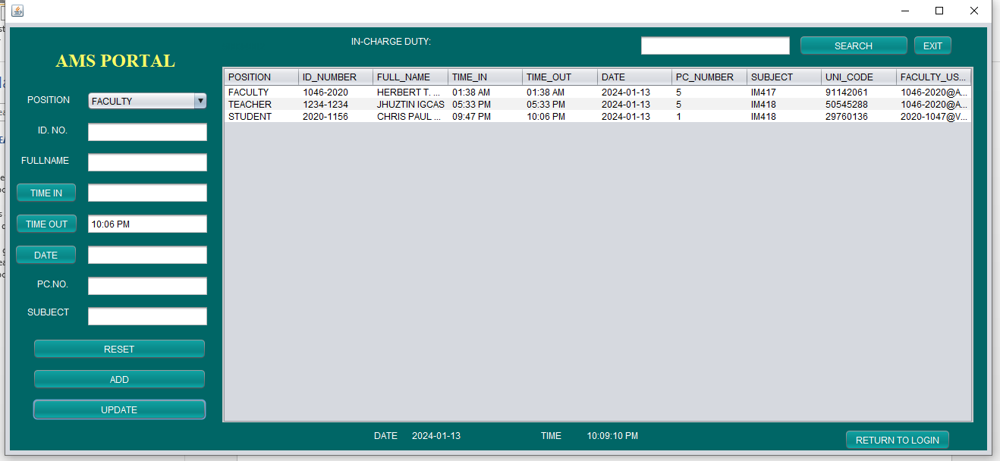 IN-CHARGE DUTY:
SEARCH
EXIT
AMS PORTAL
POSITION
FACULTY
ID. NO.
FULLNAME
TIME IN
TIME OUT
10:06 PM
DATE
PC.NO.
SUBJECT
RESET
ADD
UPDATE
POSITION ID_NUMBER FULL_NAME TIME_IN TIME_OUT DATE PC_NUMBER SUBJECT UNI_CODE FACULTY_US...
FACULTY 1046-2020 HERBERT T. ... 01:38 AM 01:38 AM 2024-01-13 5 IM417 91142061 1046-2020@A...
TEACHER 1234-1234 JHUZTIN IGCAS 05:33 PM 05:33 PM 2024-01-13 5 IM418 50545288 1046-2020@A...
STUDENT 2020-1156 CHRIS PAUL ... 09:47 PM 10:06 PM 2024-01-13 1 IM418 29760136 2020-1047@V...
DATE 2024-01-13 TIME 10:09:10 PM
RETURN TO LOGIN